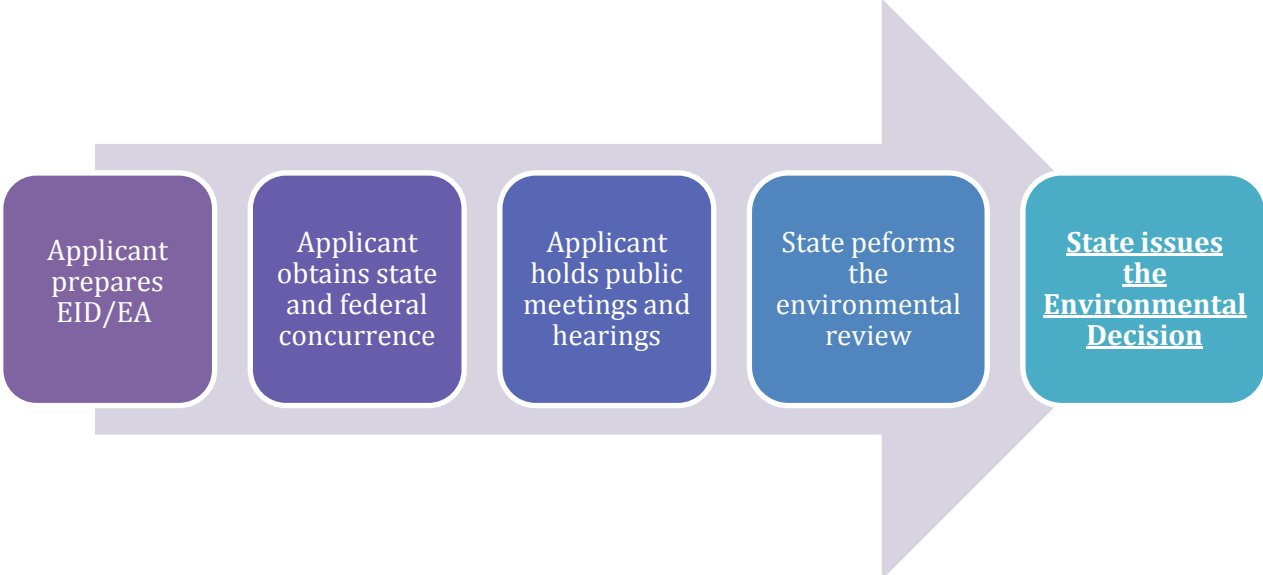 Applicant
prepares
EID/EA
Applicant
obtains state
and federal
concurrence
Applicant
holds public
meetings and
hearings
State peforms
the
environmental
review
State issues
the
Environmental
Decision